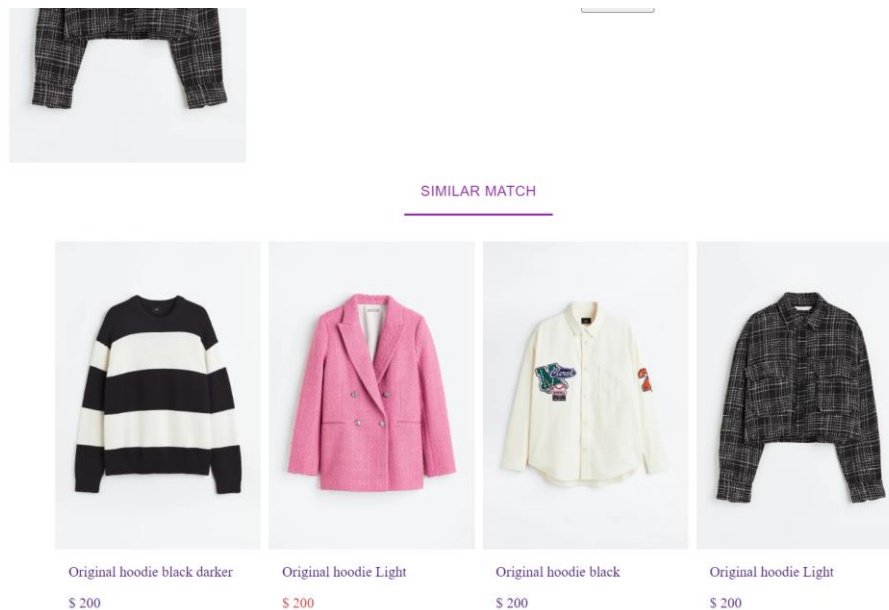 SIMILAR MATCH
Original hoodie black darker
Original hoodie Light
Original hoodie black
Original hoodie Light
$ 200
$ 200
$ 200
$ 200